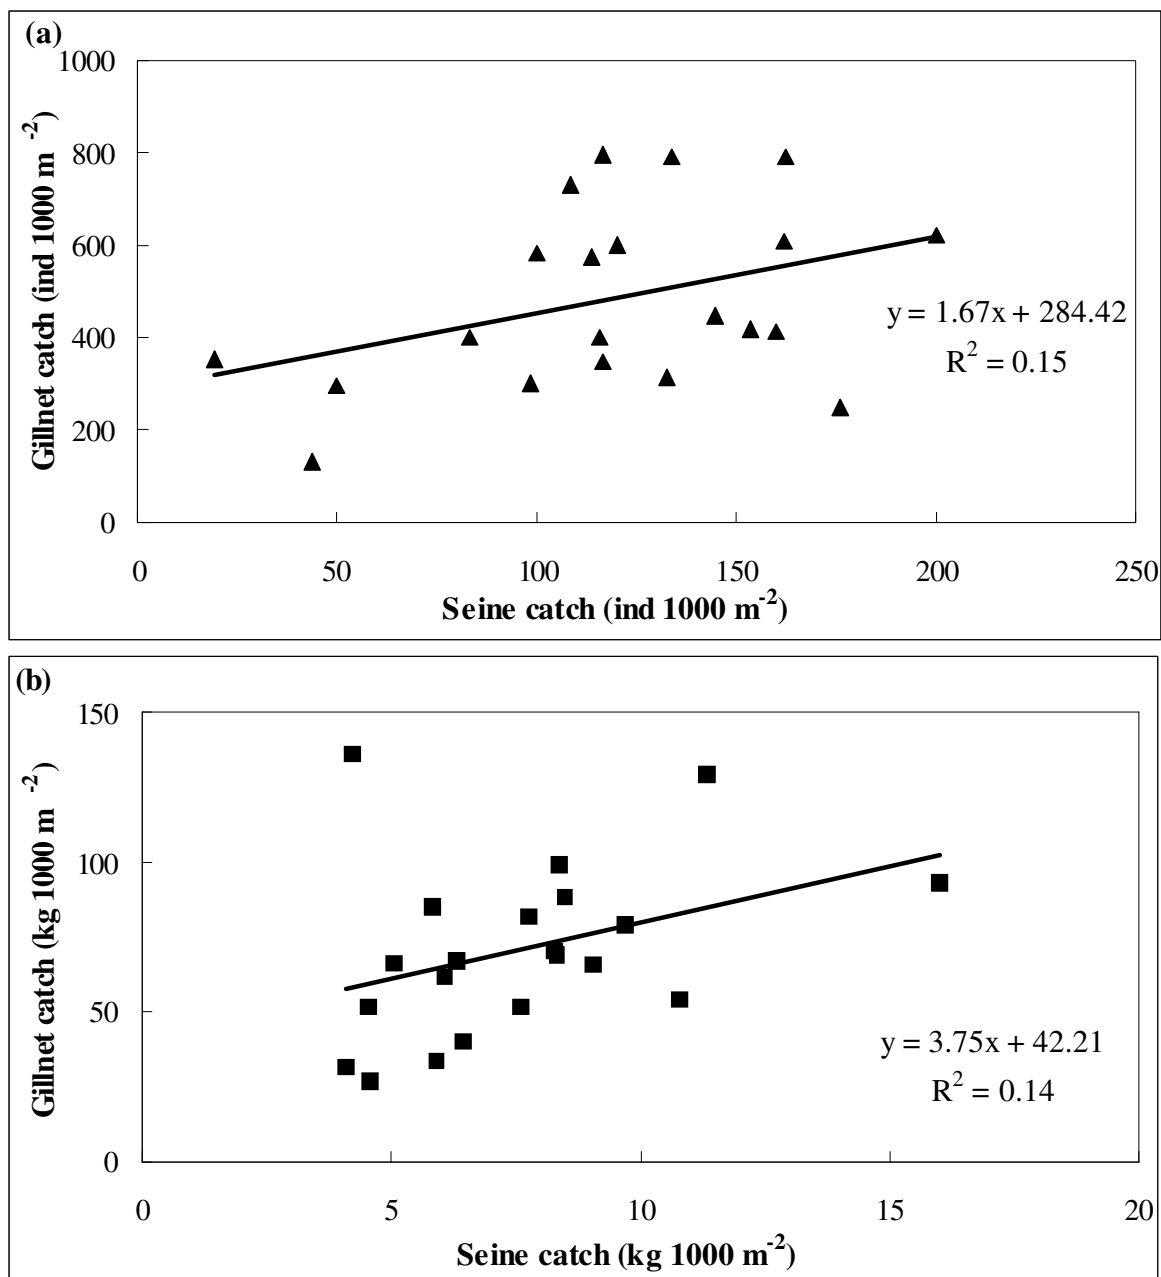 (a)
1000
800
600
400
200
0
Gillnet catch (ind 1000 m -2)
y = 1.67x + 284.42
R2 = 0.15
0 50 100 150 200 250
Seine catch (ind 1000 m-2)
(b)
150
100
50
0
Gillnet catch (kg 1000 m -2)
y = 3.75x + 42.21
R2 = 0.14
0 5 10 15 20
Seine catch (kg 1000 m-2)